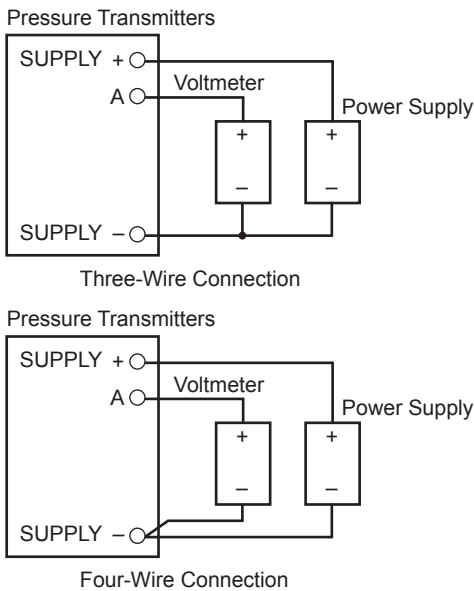 Pressure Transmitters
SUPPLY +
A
Voltmeter
Power Supply
+ +
– –
SUPPLY –
Three-Wire Connection
Pressure Transmitters
SUPPLY +
A
Voltmeter
Power Supply
+ +
– –
SUPPLY –
Four-Wire Connection